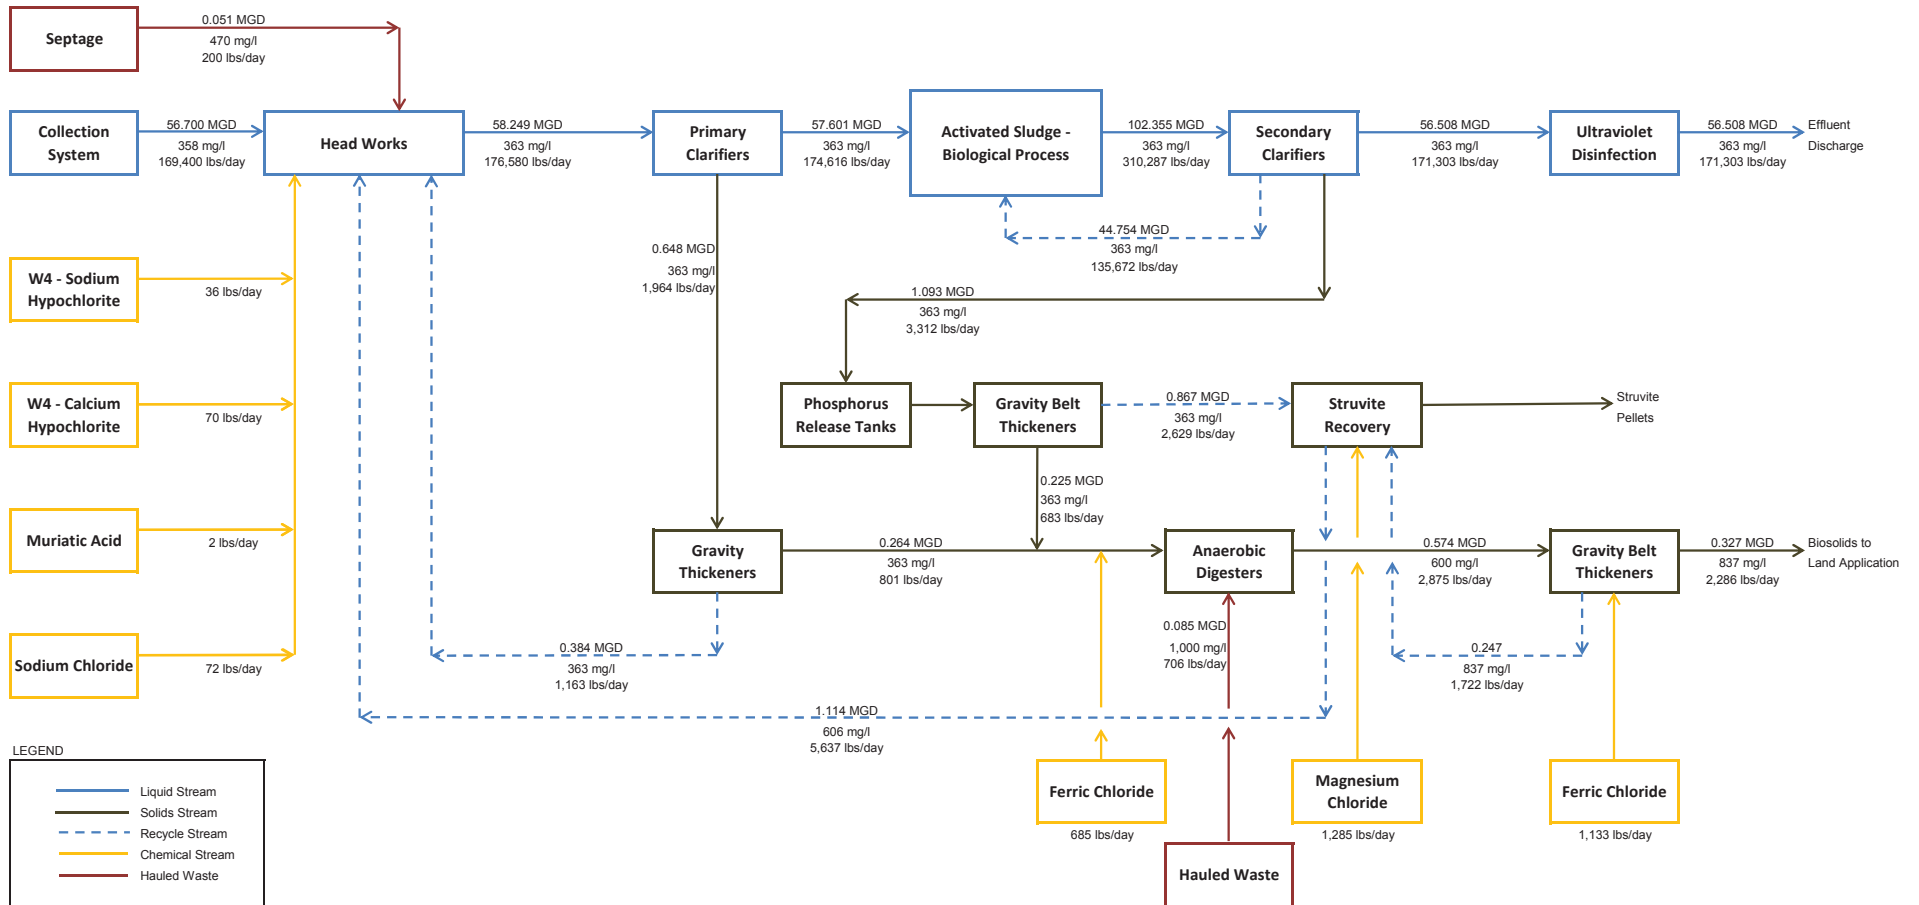 0.051 MGD
Septage
470 mg/l
200 lbs/day
56.700 MGD
Collection
System
358 mg/l
169,400 lbs/day
Head Works
58.249 MGD
363 mg/l
176,580 lbs/day
Primary
Clarifiers
57.601 MGD
363 mg/l
174,616 lbs/day
Activated Sludge -
Biological Process
102.355 MGD
363 mg/l
310,287 lbs/day
Secondary
Clarifiers
56.508 MGD
363 mg/l
171,303 lbs/day
Ultraviolet
Disinfection
56.508 MGD
363 mg/l
171,303 lbs/day
Effluent
Discharge
44.754 MGD
363 mg/l
135,672 lbs/day
0.648 MGD
363 mg/l
1,964 lbs/day
W4 - Sodium
Hypochlorite
36 lbs/day
1.093 MGD
363 mg/l
3,312 lbs/day
W4 - Calcium
Hypochlorite
70 lbs/day
Phosphorus
Release Tanks
Gravity Belt
Thickeners
0.867 MGD
363 mg/l
2,629 lbs/day
Struvite
Recovery
Struvite
Pellets
0.225 MGD
363 mg/l
683 lbs/day
Muriatic Acid
2 lbs/day
Gravity
Thickeners
0.264 MGD
363 mg/l
801 lbs/day
Anaerobic
Digesters
0.574 MGD
600 mg/l
2,875 lbs/day
Gravity Belt
Thickeners
0.327 MGD
837 mg/l
2,286 lbs/day
Biosolids to
Land Application
Sodium Chloride
72 lbs/day
0.384 MGD
363 mg/l
1,163 lbs/day
0.085 MGD
1,000 mg/l
706 lbs/day
0.247
837 mg/l
1,722 lbs/day
1.114 MGD
606 mg/l
5,637 lbs/day
Ferric Chloride
685 lbs/day
Magnesium
Chloride
1,285 lbs/day
Ferric Chloride
1,133 lbs/day
Hauled Waste
LEGEND
Liquid Stream
Solids Stream
Recycle Stream
Chemical Stream
Hauled Waste